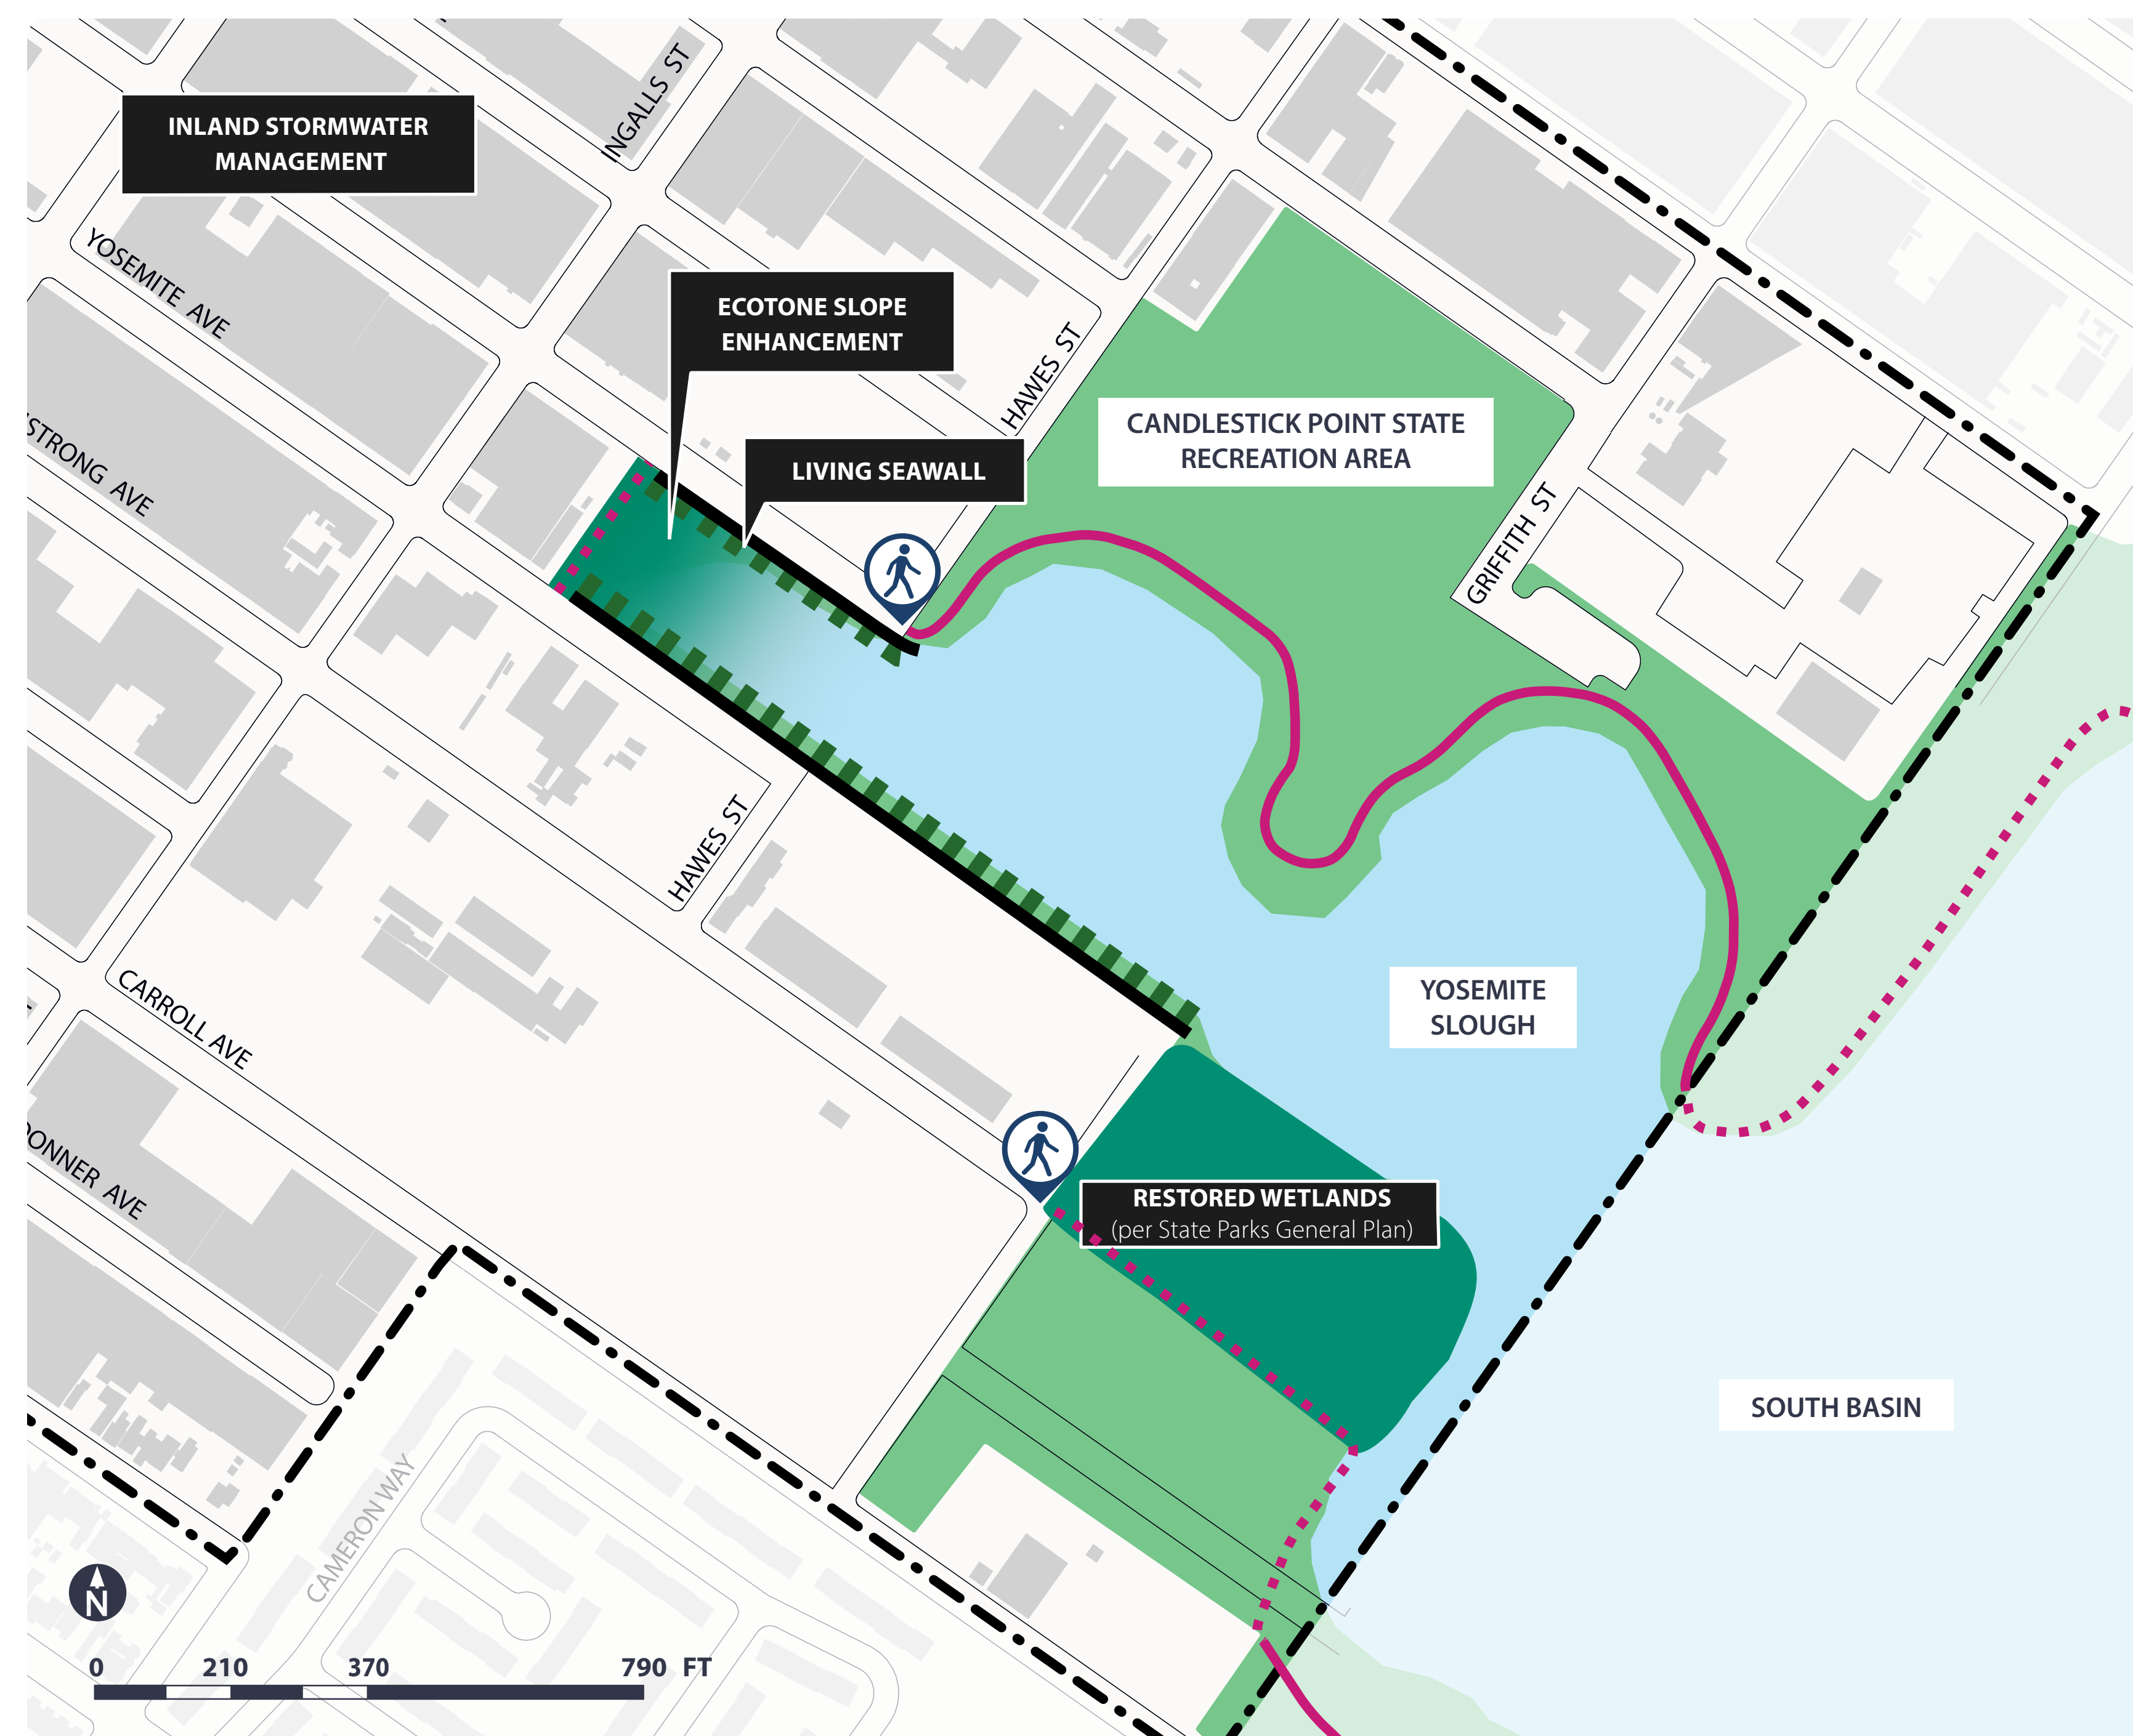 INGALLS ST
INLAND STORMWATER
MANAGEMENT
YOSEMITE AVE
ECOTONE SLOPE
ENHANCEMENT
HAWES ST
CANDLESTICK POINT STATE
RECREATION AREA
STRONG AVE
LIVING SEAWALL
GRIFFITH ST
HAWES ST
YOSEMITE
SLOUGH
CARROLL AVE
DONNER AVE
RESTORED WETLANDS
(per State Parks General Plan)
SOUTH BASIN
CAMERON WAY
N
0 210 370 790 FT